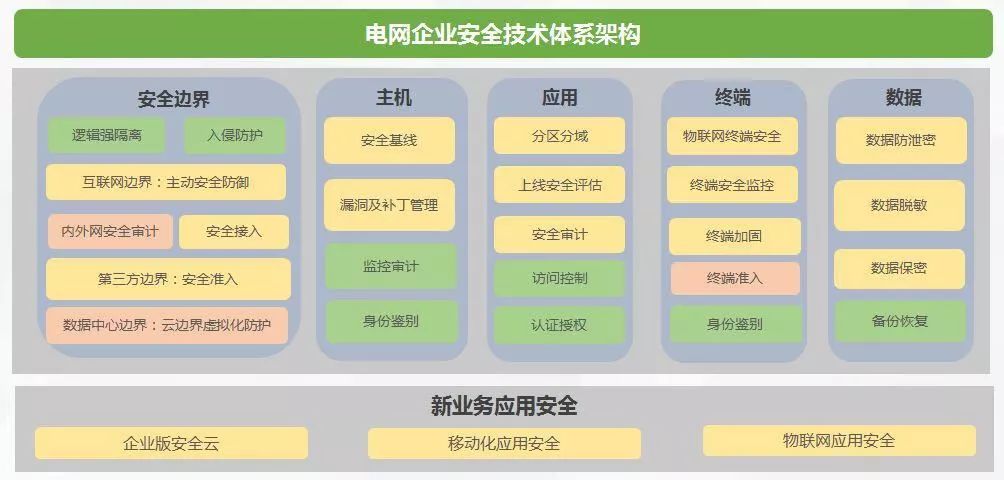 电网企业安全技术体系架构
安全边界
逻辑强隔离
入侵防护
互联网边界：主动安全防御
内外网安全审计
安全接入
第三方边界：安全准入
数据中心边界：云边界虚拟化防护
主机
安全基线
漏洞及补丁管理
监控审计
身份鉴别
应用
分区分域
上线安全评估
安全审计
访问控制
认证授权
终端
物联网终端安全
终端安全监控
终端加固
终端准入
身份鉴别
数据
数据防泄密
数据脱敏
数据保密
备份恢复
新业务应用安全
企业版安全云
移动化应用安全
物联网应用安全